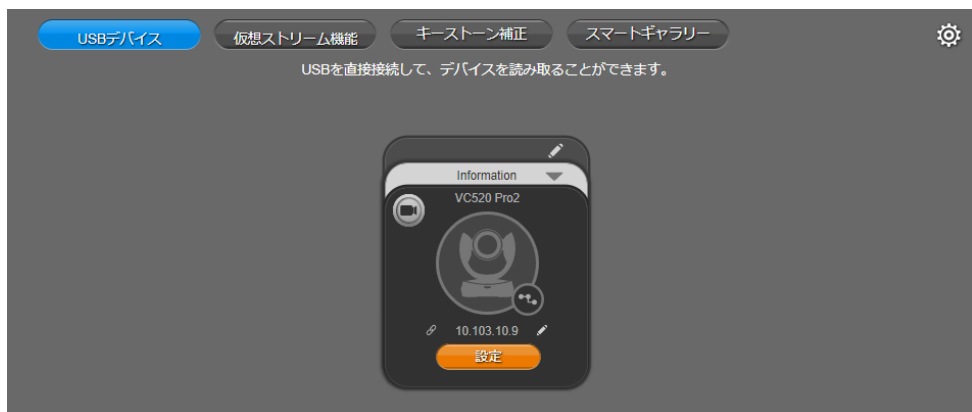 USBデバイス
仮想ストリーム機能
キーストーン補正
スマートギャラリー
USBを直接接続して、デバイスを読み取ることができます。
Information
VC520 Pro2
10.103.10.9
設定